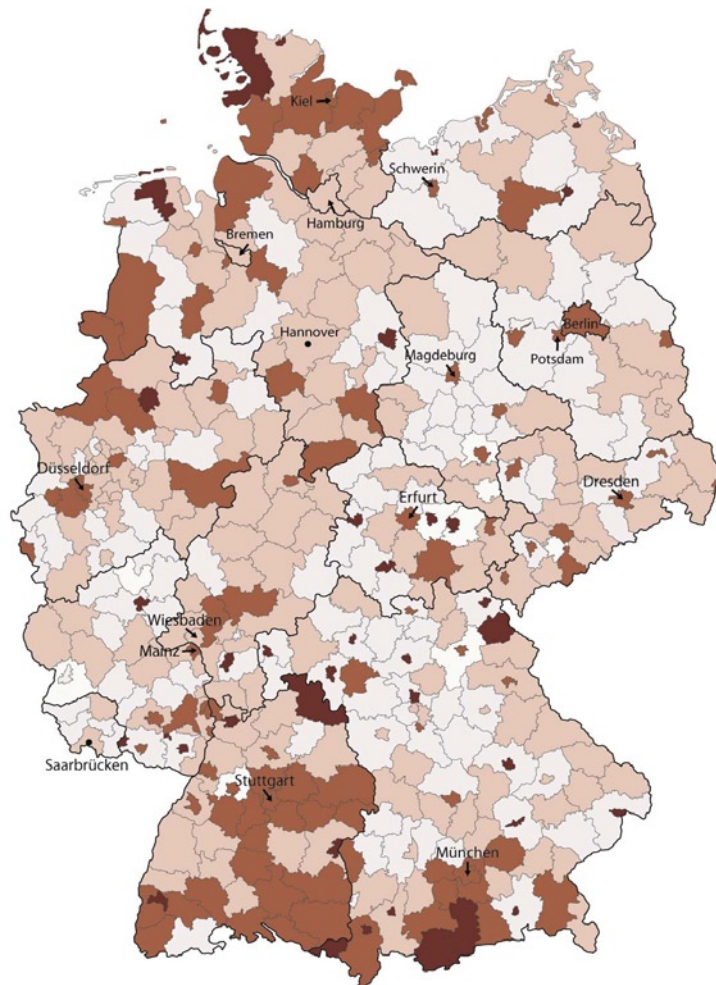 Kiel
Schwerin
Hamburg
Bremen
Berlin
Hannover
Magdeburg
Potsdam
Düsseldorf
Erfurt
Dresden
Wiesbaden
Mainz
Saarbrücken
Stuttgart
München